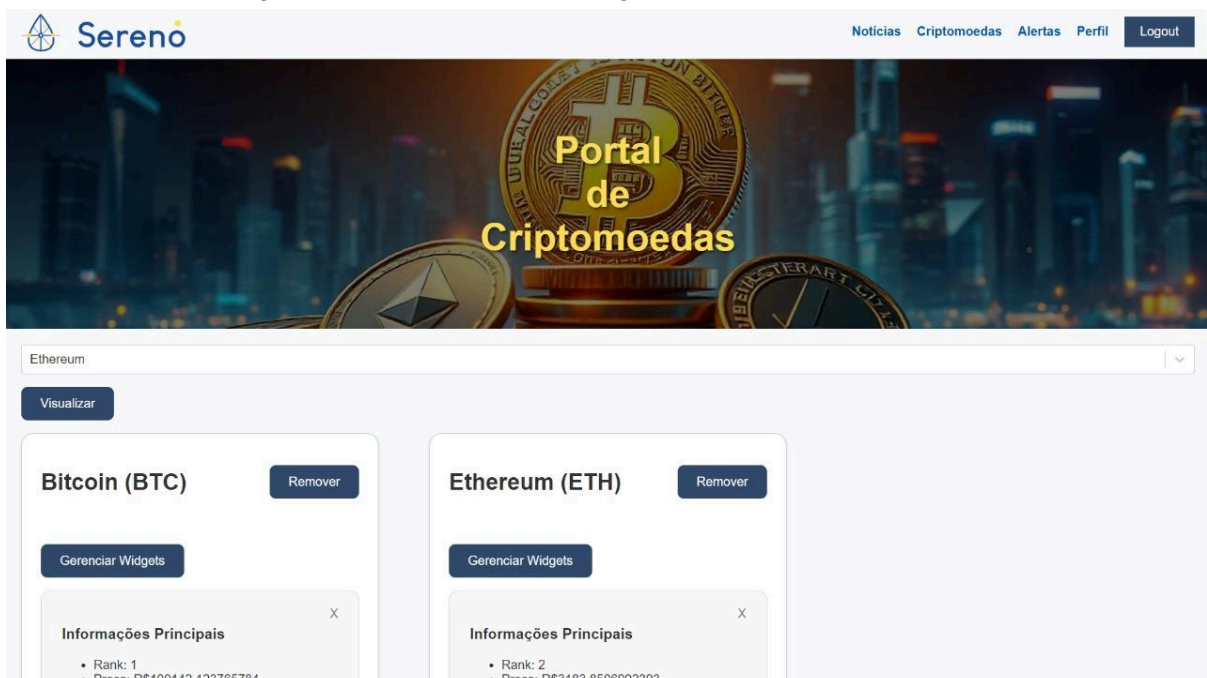 Sereno
Notícias Criptomoedas Alertas Perfil Logout
Portal
de
Criptomoedas
Ethereum
Visualizar
Bitcoin (BTC) Remover
Gerenciar Widgets
X
Informações Principais
• Rank: 1
Ethereum (ETH) Remover
Gerenciar Widgets
X
Informações Principais
• Rank: 2